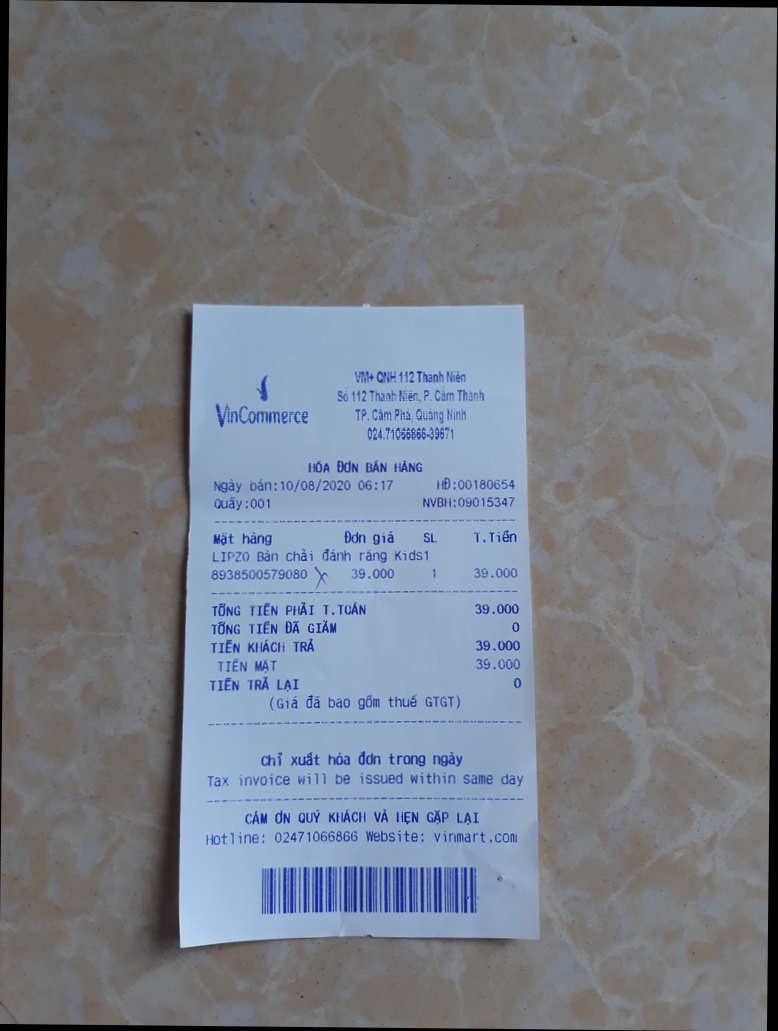 VinCommerce
VM+ QNH 112 Thanh Niên
Số 112 Thanh Niên, P. Cẩm Thành
TP. Cẩm Phả, Quảng Ninh
024.71066866-39671
HÓA ĐƠN BÁN HÀNG
Ngày bán:10/08/2020 06:17 HĐ:00180654
Quầy:001 NVBH:09015347
Mặt hàng Đơn giá SL T.Tiền
LIPZO Bàn chải đánh răng Kids1
8938500579080 39.000 1 39.000
TỔNG TIỀN PHẢI T.TOÁN 39.000
TỔNG TIỀN ĐÃ GIẢM 0
TIỀN KHÁCH TRẢ 39.000
TIỀN MẶT 39.000
TIỀN TRẢ LẠI 0
(Giá đã bao gồm thuế GTGT)
Chỉ xuất hóa đơn trong ngày
Tax invoice will be issued within same day
CẢM ƠN QUÝ KHÁCH VÀ HẸN GẶP LẠI
Hotline: 02471066866 Website: vinmart.com